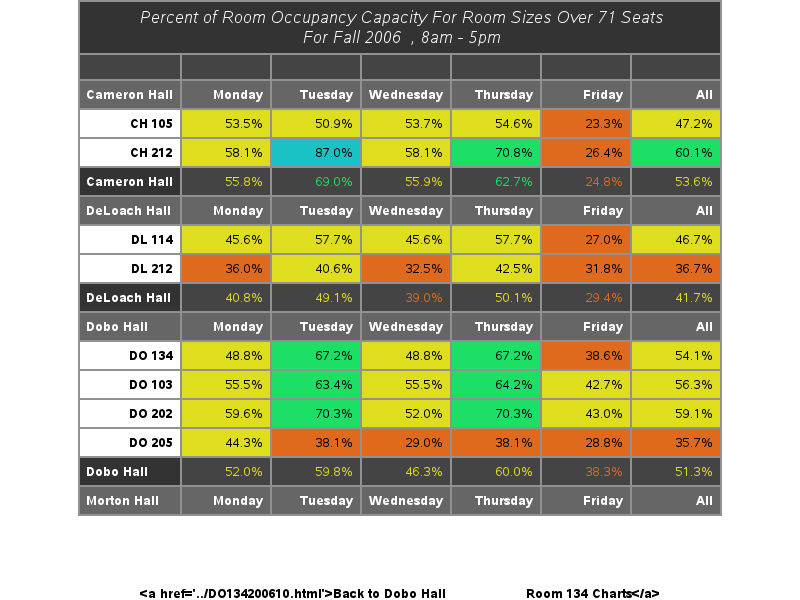 Percent of Room Occupancy Capacity For Room Sizes Over 71 Seats
For Fall 2006 , 8am - 5pm
Cameron Hall Monday Tuesday Wednesday Thursday Friday All
CH 105 53.5% 50.9% 53.7% 54.6% 23.3% 47.2%
CH 212 58.1% 87.0% 58.1% 70.8% 26.4% 60.1%
Cameron Hall 55.8% 69.0% 55.9% 62.7% 24.8% 53.6%
DeLoach Hall Monday Tuesday Wednesday Thursday Friday All
DL 114 45.6% 57.7% 45.6% 57.7% 27.0% 46.7%
DL 212 36.0% 40.6% 32.5% 42.5% 31.8% 36.7%
DeLoach Hall 40.8% 49.1% 39.0% 50.1% 29.4% 41.7%
Dobo Hall Monday Tuesday Wednesday Thursday Friday All
DO 134 48.8% 67.2% 48.8% 67.2% 38.6% 54.1%
DO 103 55.5% 63.4% 55.5% 64.2% 42.7% 56.3%
DO 202 59.6% 70.3% 52.0% 70.3% 43.0% 59.1%
DO 205 44.3% 38.1% 29.0% 38.1% 28.8% 35.7%
Dobo Hall 52.0% 59.8% 46.3% 60.0% 38.3% 51.3%
Morton Hall Monday Tuesday Wednesday Thursday Friday All
<a href='../DO134200610.html'>Back to Dobo Hall Room 134 Charts</a>